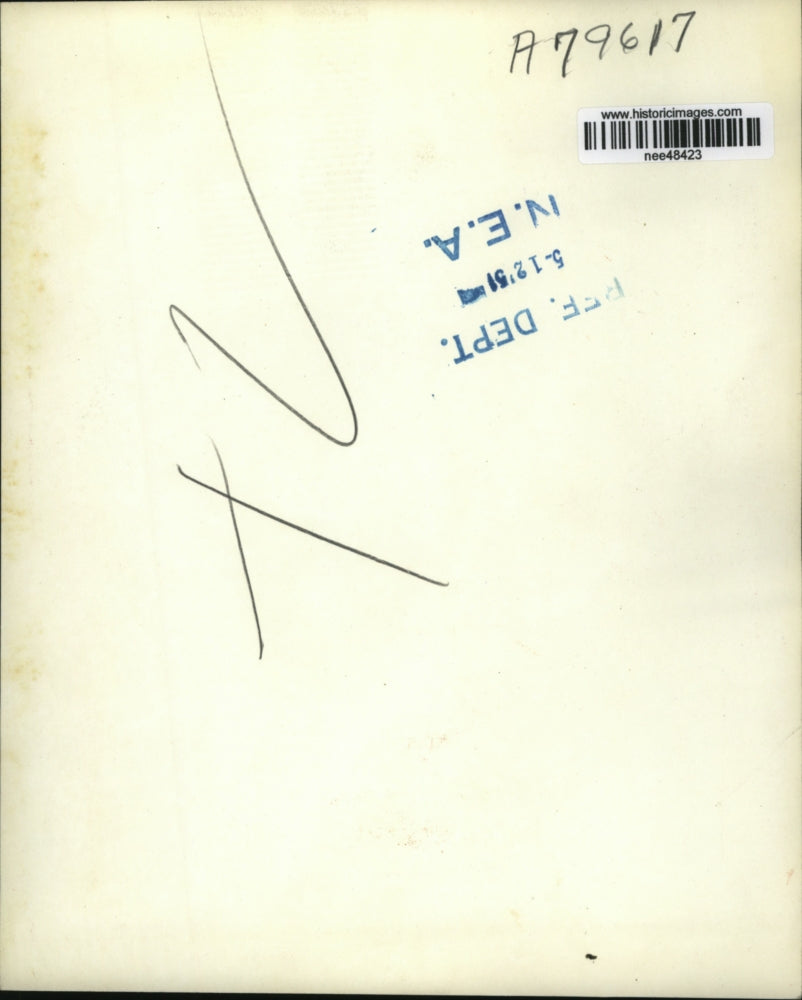 A79617
www.historicimages.com
nee48423
REF. DEPT.
5-12'51
N.E.A.